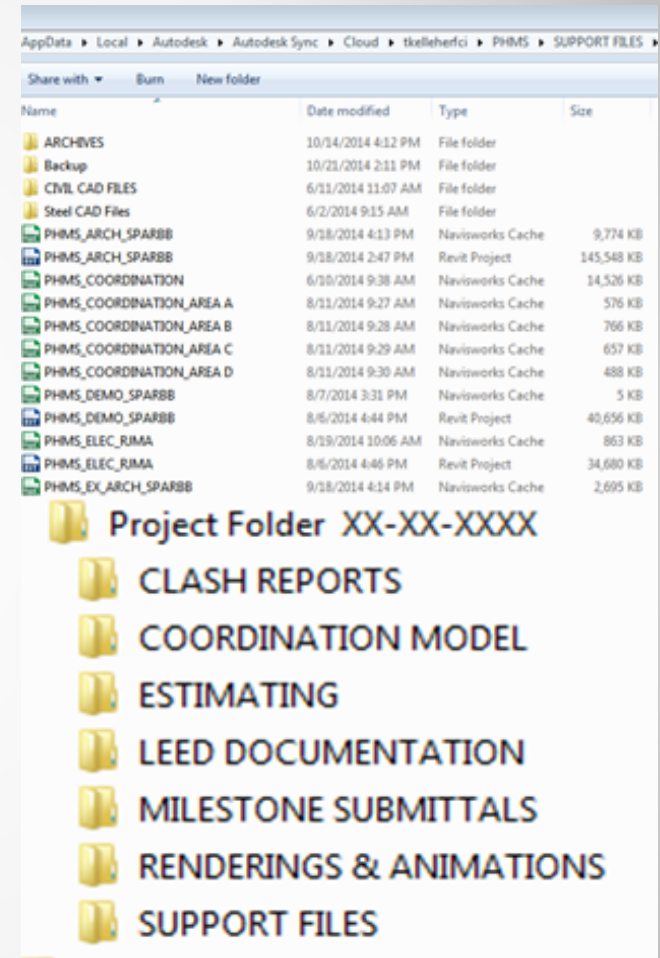 AppData ▸ Local ▸ Autodesk ▸ Autodesk Sync ▸ Cloud ▸ tkelleherfci ▸ PHMS ▸ SUPPORT FILES ▸
Share with ▾ Burn New folder
Name Date modified Type Size
ARCHIVES 10/14/2014 4:12 PM File folder
Backup 10/21/2014 2:11 PM File folder
CIVIL CAD FILES 6/11/2014 11:07 AM File folder
Steel CAD Files 6/2/2014 9:15 AM File folder
PHMS_ARCH_SPARBB 9/18/2014 4:13 PM Navisworks Cache 9,774 KB
PHMS_ARCH_SPARBB 9/18/2014 2:47 PM Revit Project 145,548 KB
PHMS_COORDINATION 6/10/2014 9:38 AM Navisworks Cache 14,526 KB
PHMS_COORDINATION_AREA A 8/11/2014 9:27 AM Navisworks Cache 576 KB
PHMS_COORDINATION_AREA B 8/11/2014 9:28 AM Navisworks Cache 766 KB
PHMS_COORDINATION_AREA C 8/11/2014 9:29 AM Navisworks Cache 657 KB
PHMS_COORDINATION_AREA D 8/11/2014 9:30 AM Navisworks Cache 488 KB
PHMS_DEMO_SPARBB 8/7/2014 3:31 PM Navisworks Cache 5 KB
PHMS_DEMO_SPARBB 8/6/2014 4:44 PM Revit Project 40,656 KB
PHMS_ELEC_RJMA 8/19/2014 10:06 AM Navisworks Cache 863 KB
PHMS_ELEC_RJMA 8/6/2014 4:46 PM Revit Project 34,680 KB
PHMS_EX_ARCH_SPARBB 9/18/2014 4:14 PM Navisworks Cache 2,695 KB
Project Folder XX-XX-XXXX
CLASH REPORTS
COORDINATION MODEL
ESTIMATING
LEED DOCUMENTATION
MILESTONE SUBMITTALS
RENDERINGS & ANIMATIONS
SUPPORT FILES